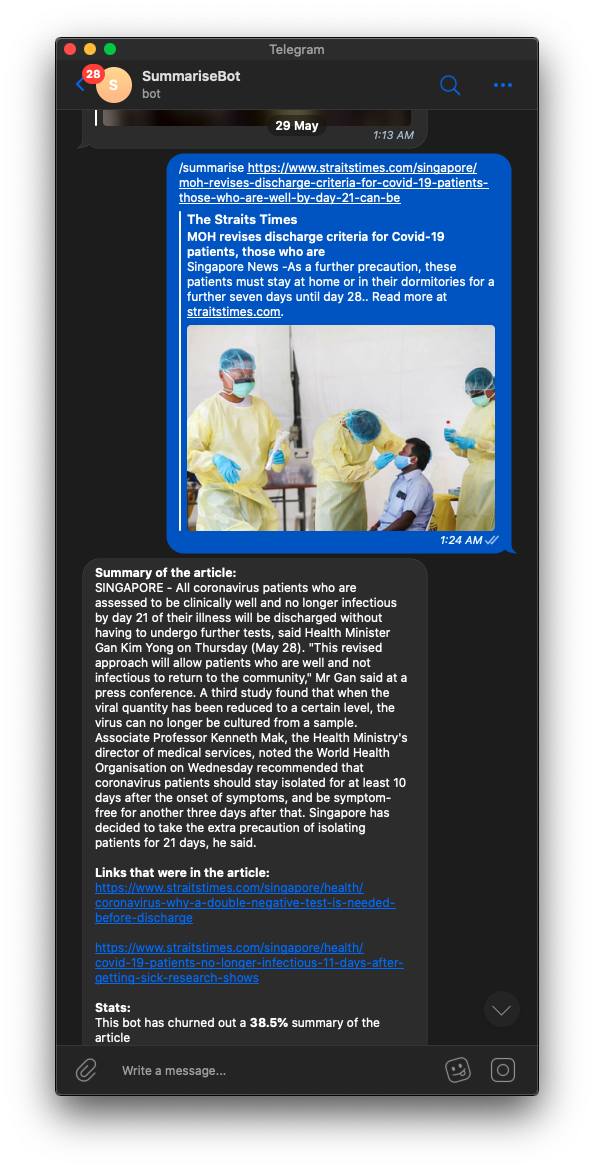 Telegram
28
S
SummariseBot
bot
29 May
1:13 AM
/summarise https://www.straitstimes.com/singapore/
moh-revises-discharge-criteria-for-covid-19-patients-
those-who-are-well-by-day-21-can-be
The Straits Times
MOH revises discharge criteria for Covid-19
patients, those who are
Singapore News -As a further precaution, these
patients must stay at home or in their dormitories for a
further seven days until day 28.. Read more at
straitstimes.com.
1:24 AM
Summary of the article:
SINGAPORE - All coronavirus patients who are
assessed to be clinically well and no longer infectious
by day 21 of their illness will be discharged without
having to undergo further tests, said Health Minister
Gan Kim Yong on Thursday (May 28). "This revised
approach will allow patients who are well and not
infectious to return to the community," Mr Gan said at a
press conference. A third study found that when the
viral quantity has been reduced to a certain level, the
virus can no longer be cultured from a sample.
Associate Professor Kenneth Mak, the Health Ministry's
director of medical services, noted the World Health
Organisation on Wednesday recommended that
coronavirus patients should stay isolated for at least 10
days after the onset of symptoms, and be symptom-
free for another three days after that. Singapore has
decided to take the extra precaution of isolating
patients for 21 days, he said.
Links that were in the article:
https://www.straitstimes.com/singapore/health/
coronavirus-why-a-double-negative-test-is-needed-
before-discharge
https://www.straitstimes.com/singapore/health/
covid-19-patients-no-longer-infectious-11-days-after-
getting-sick-research-shows
Stats:
This bot has churned out a 38.5% summary of the
article
Write a message...